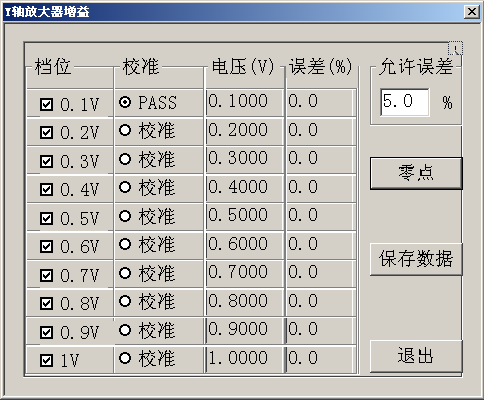 Y轴放大器增益
档位 校准 电压(V) 误差(%) 允许误差
0.1V PASS 0.1000 0.0 5.0 %
0.2V 校准 0.2000 0.0
0.3V 校准 0.3000 0.0
零点
0.4V 校准 0.4000 0.0
0.5V 校准 0.5000 0.0
0.6V 校准 0.6000 0.0
保存数据
0.7V 校准 0.7000 0.0
0.8V 校准 0.8000 0.0
0.9V 校准 0.9000 0.0
1V 校准 1.0000 0.0 退出